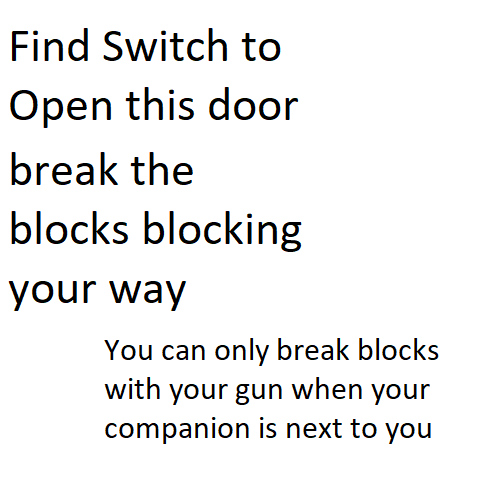 Find Switch to
Open this door
break the
blocks blocking
your way
You can only break blocks
with your gun when your
companion is next to you